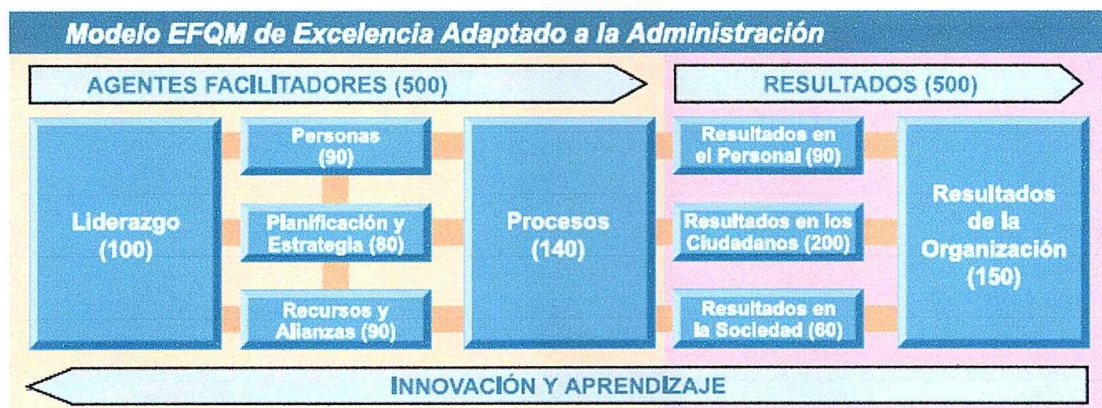 Modelo EFQM de Excelencia Adaptado a la Administración
AGENTES FACILITADORES (500)
RESULTADOS (500)
Liderazgo
(100)
Personas
(90)
Planificación y
Estrategia (80)
Recursos y
Alianzas (90)
Procesos
(140)
Resultados en
el Personal (90)
Resultados en los
Ciudadanos (200)
Resultados en
la Sociedad (60)
Resultados
de la
Organización
(150)
INNOVACIÓN Y APRENDIZAJE